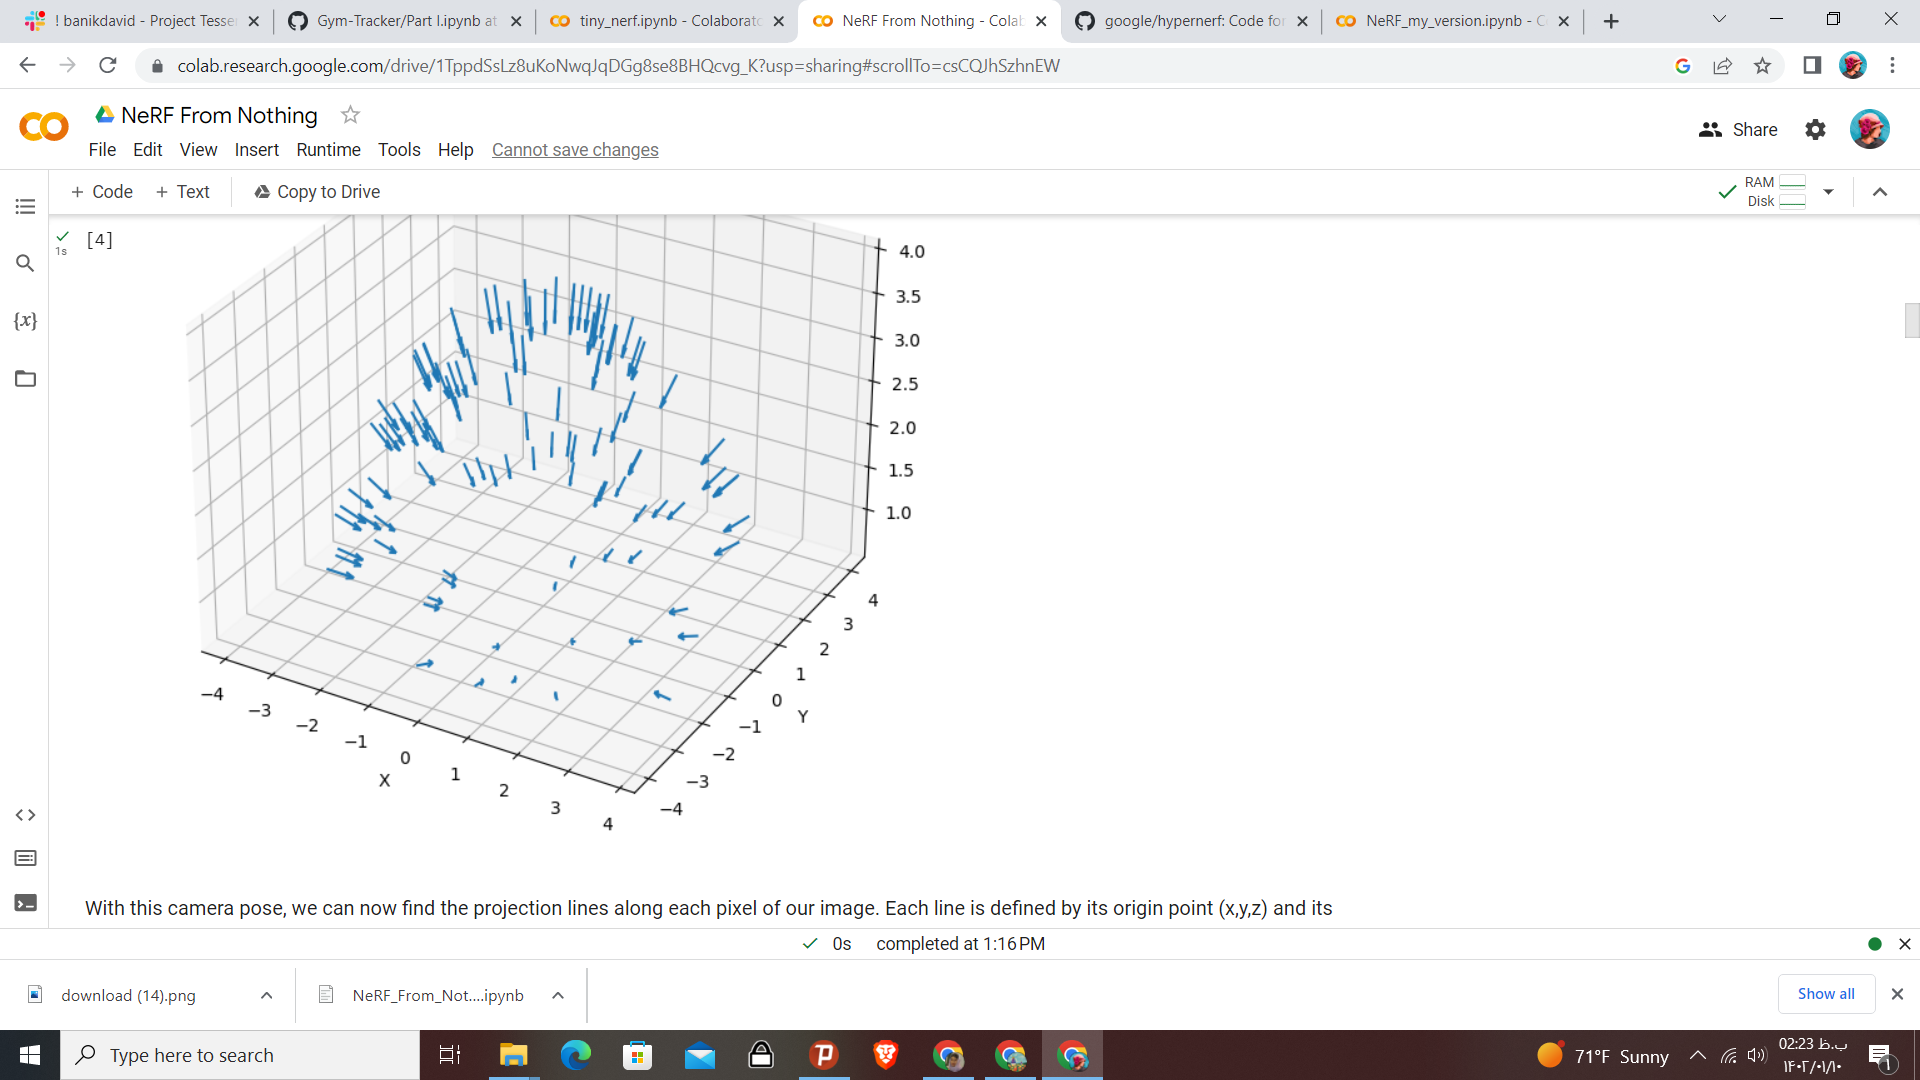 ! banikdavid - Project Tesse
Gym-Tracker/Part I.ipynb at
tiny_nerf.ipynb - Colaborato
NeRF From Nothing - Colab
google/hypernerf: Code for
NeRF_my_version.ipynb - C
colab.research.google.com/drive/1TppdSsLz8uKoNwqJqDGg8se8BHQcvg_K?usp=sharing#scrollTo=csCQJhSzhnEW
NeRF From Nothing
Share
File Edit View Insert Runtime Tools Help Cannot save changes
+ Code + Text Copy to Drive
RAM
Disk
[4]
1s
{x}
4.0
3.5
3.0
2.5
2.0
1.5
1.0
4
3
2
1
0
−1
−2
−3
−4
Y
−4
−3
−2
−1
0
1
2
3
4
X
With this camera pose, we can now find the projection lines along each pixel of our image. Each line is defined by its origin point (x,y,z) and its
0s completed at 1:16 PM
download (14).png
NeRF_From_Not....ipynb
Show all
Type here to search
71°F Sunny
02:23 ب.ظ
۱۴۰۲/۰۱/۱۰
۱